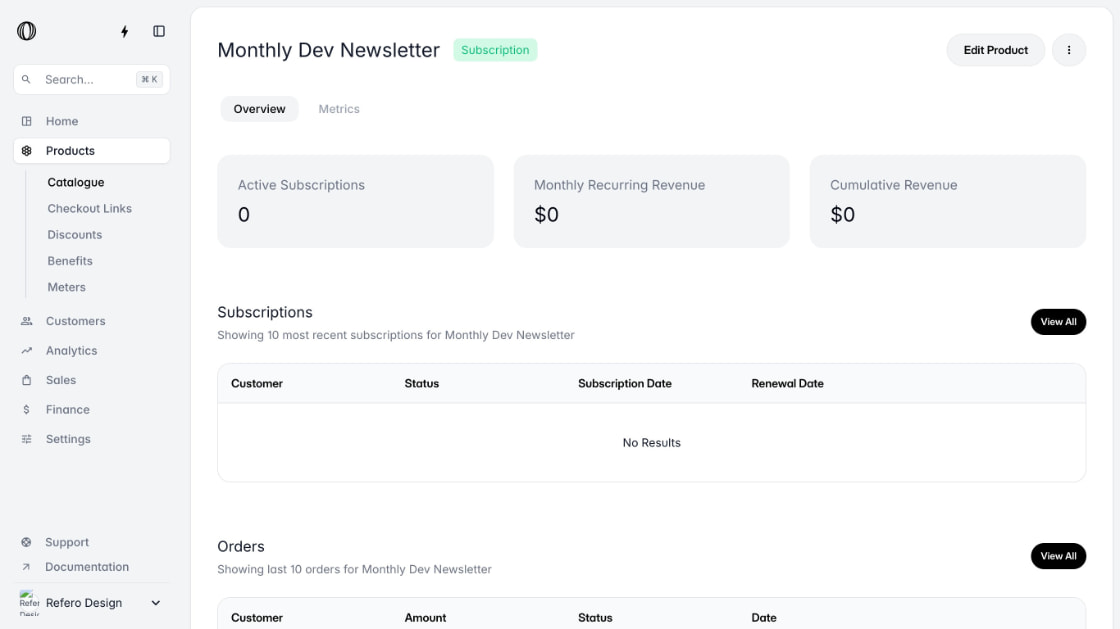 Search...
⌘ K
Home
Products
Catalogue
Checkout Links
Discounts
Benefits
Meters
Customers
Analytics
Sales
Finance
Settings
Support
Documentation
Refero Design
Monthly Dev Newsletter
Subscription
Edit Product
Overview
Metrics
Active Subscriptions
0
Monthly Recurring Revenue
$0
Cumulative Revenue
$0
Subscriptions
Showing 10 most recent subscriptions for Monthly Dev Newsletter
View All
Customer Status Subscription Date Renewal Date
No Results
Orders
Showing last 10 orders for Monthly Dev Newsletter
View All
Customer Amount Status Date